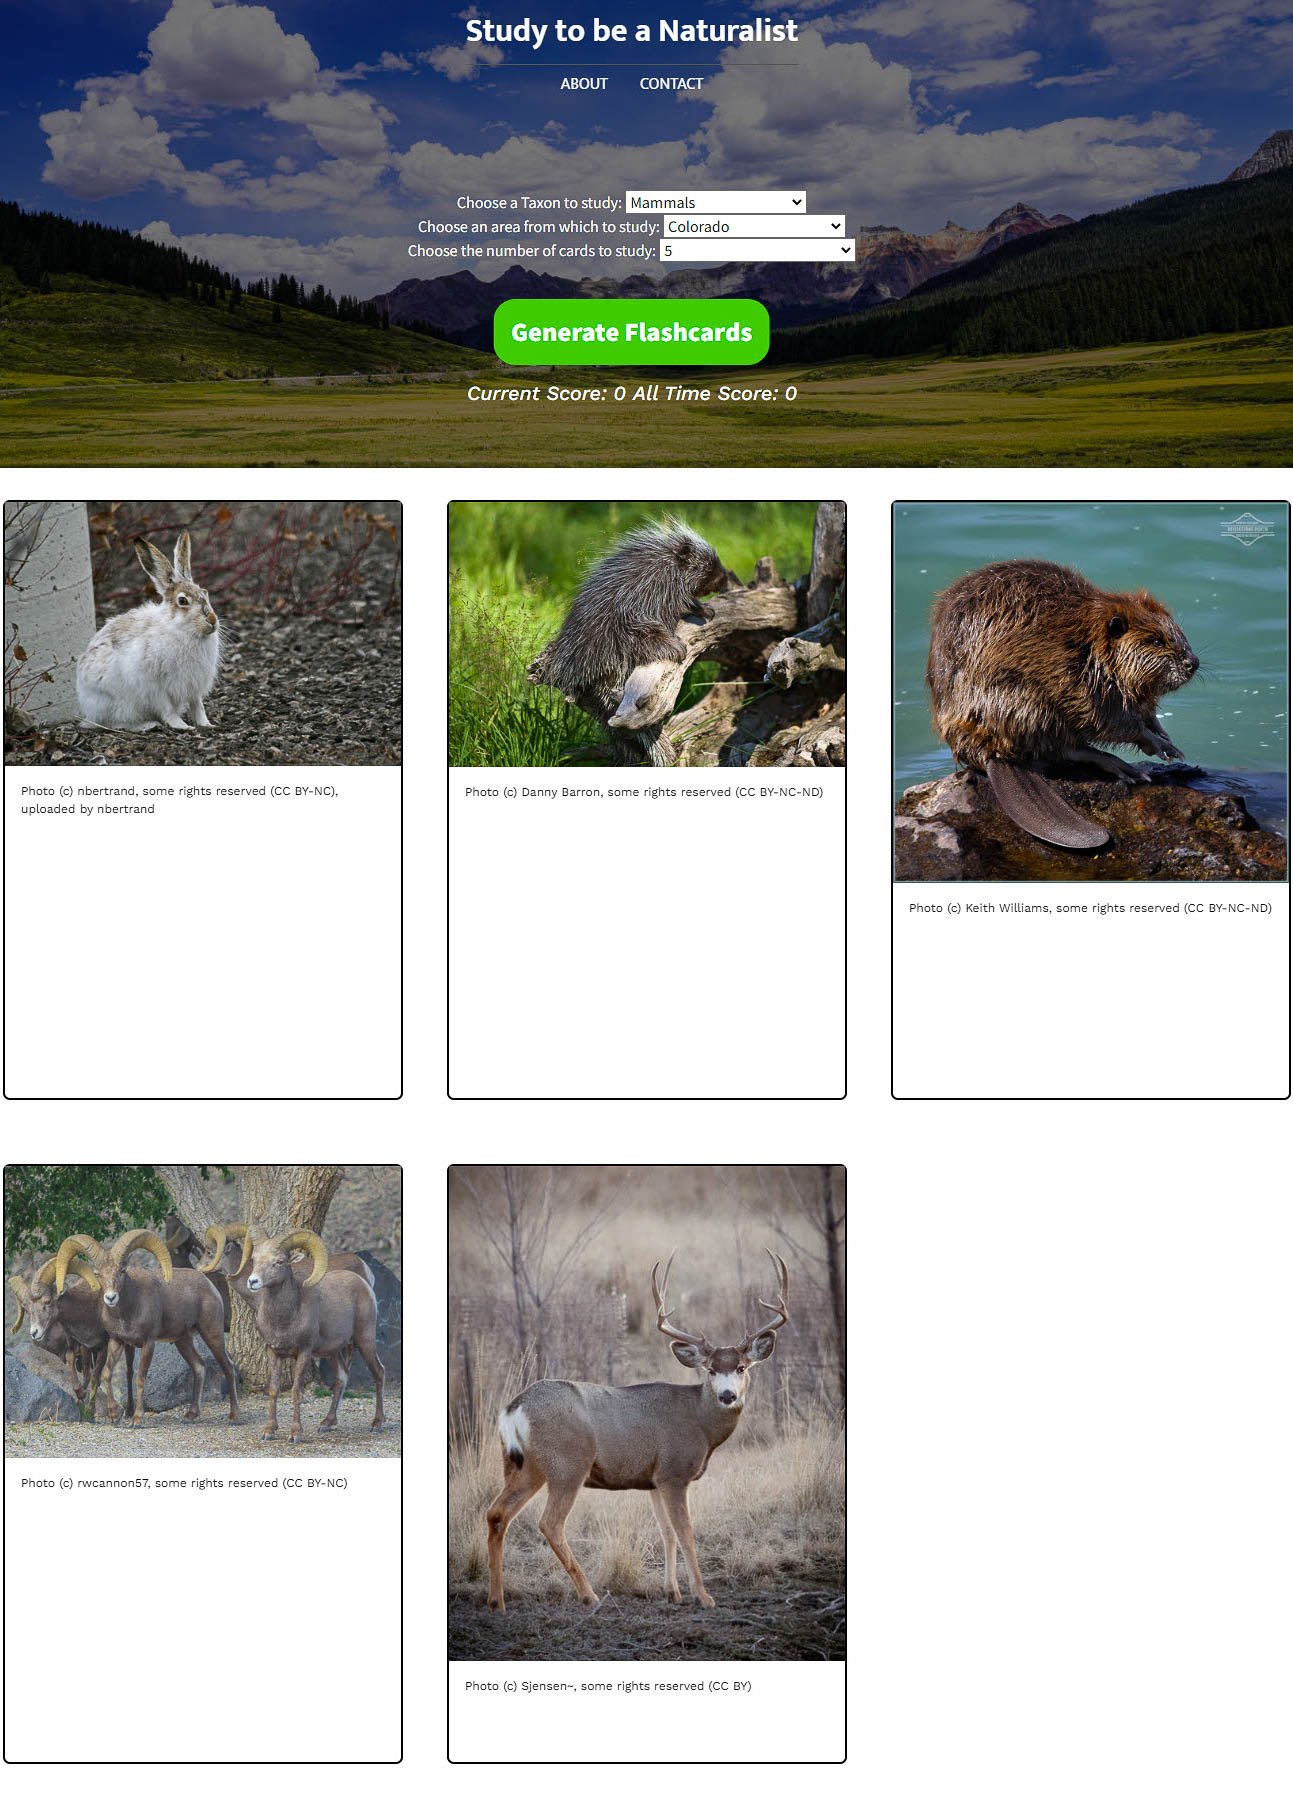 Study to be a Naturalist
ABOUT CONTACT
Choose a Taxon to study: Mammals
Choose an area from which to study: Colorado
Choose the number of cards to study: 5
Generate Flashcards
Current Score: 0 All Time Score: 0
Photo (c) nbertrand, some rights reserved (CC BY-NC),
uploaded by nbertrand
Photo (c) Danny Barron, some rights reserved (CC BY-NC-ND)
Photo (c) Keith Williams, some rights reserved (CC BY-NC-ND)
Photo (c) rwcannon57, some rights reserved (CC BY-NC)
Photo (c) Sjensen~, some rights reserved (CC BY)